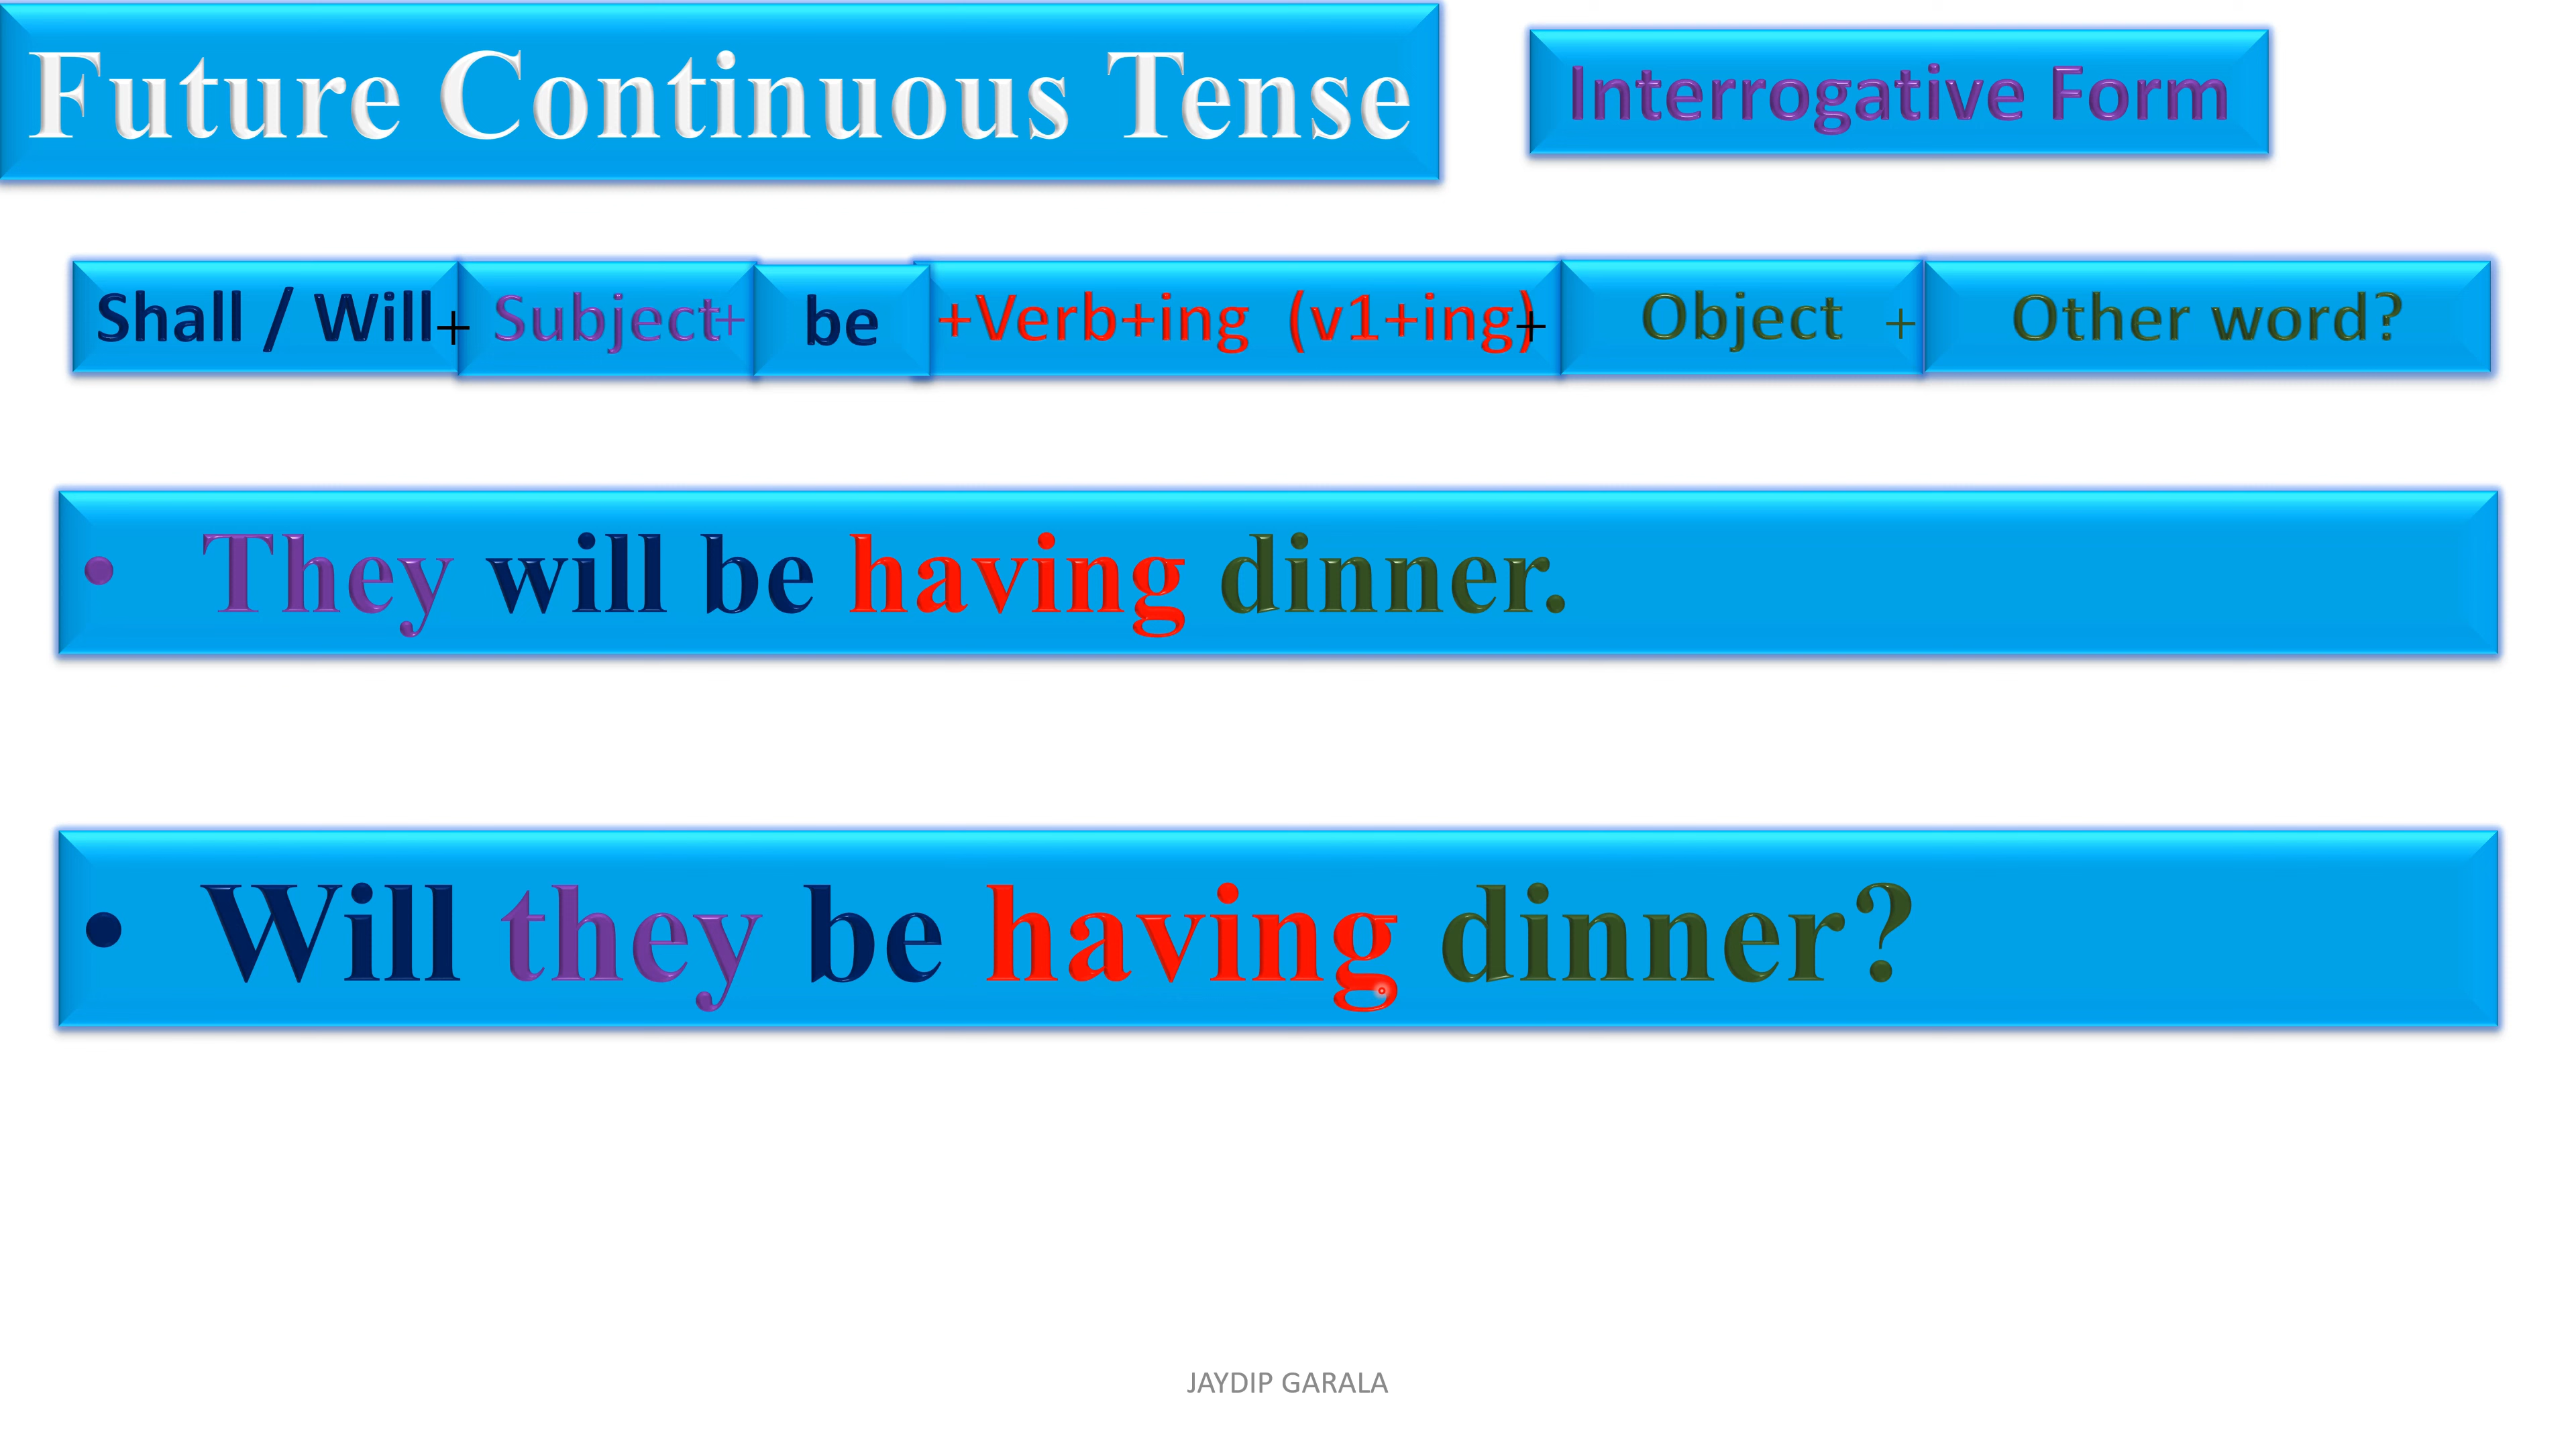 Future Continuous Tense
Interrogative Form
Shall / Will + Subject+ be +Verb+ing (v1+ing) + Object + Other word?
• They will be having dinner.
• Will they be having dinner?
JAYDIP GARALA